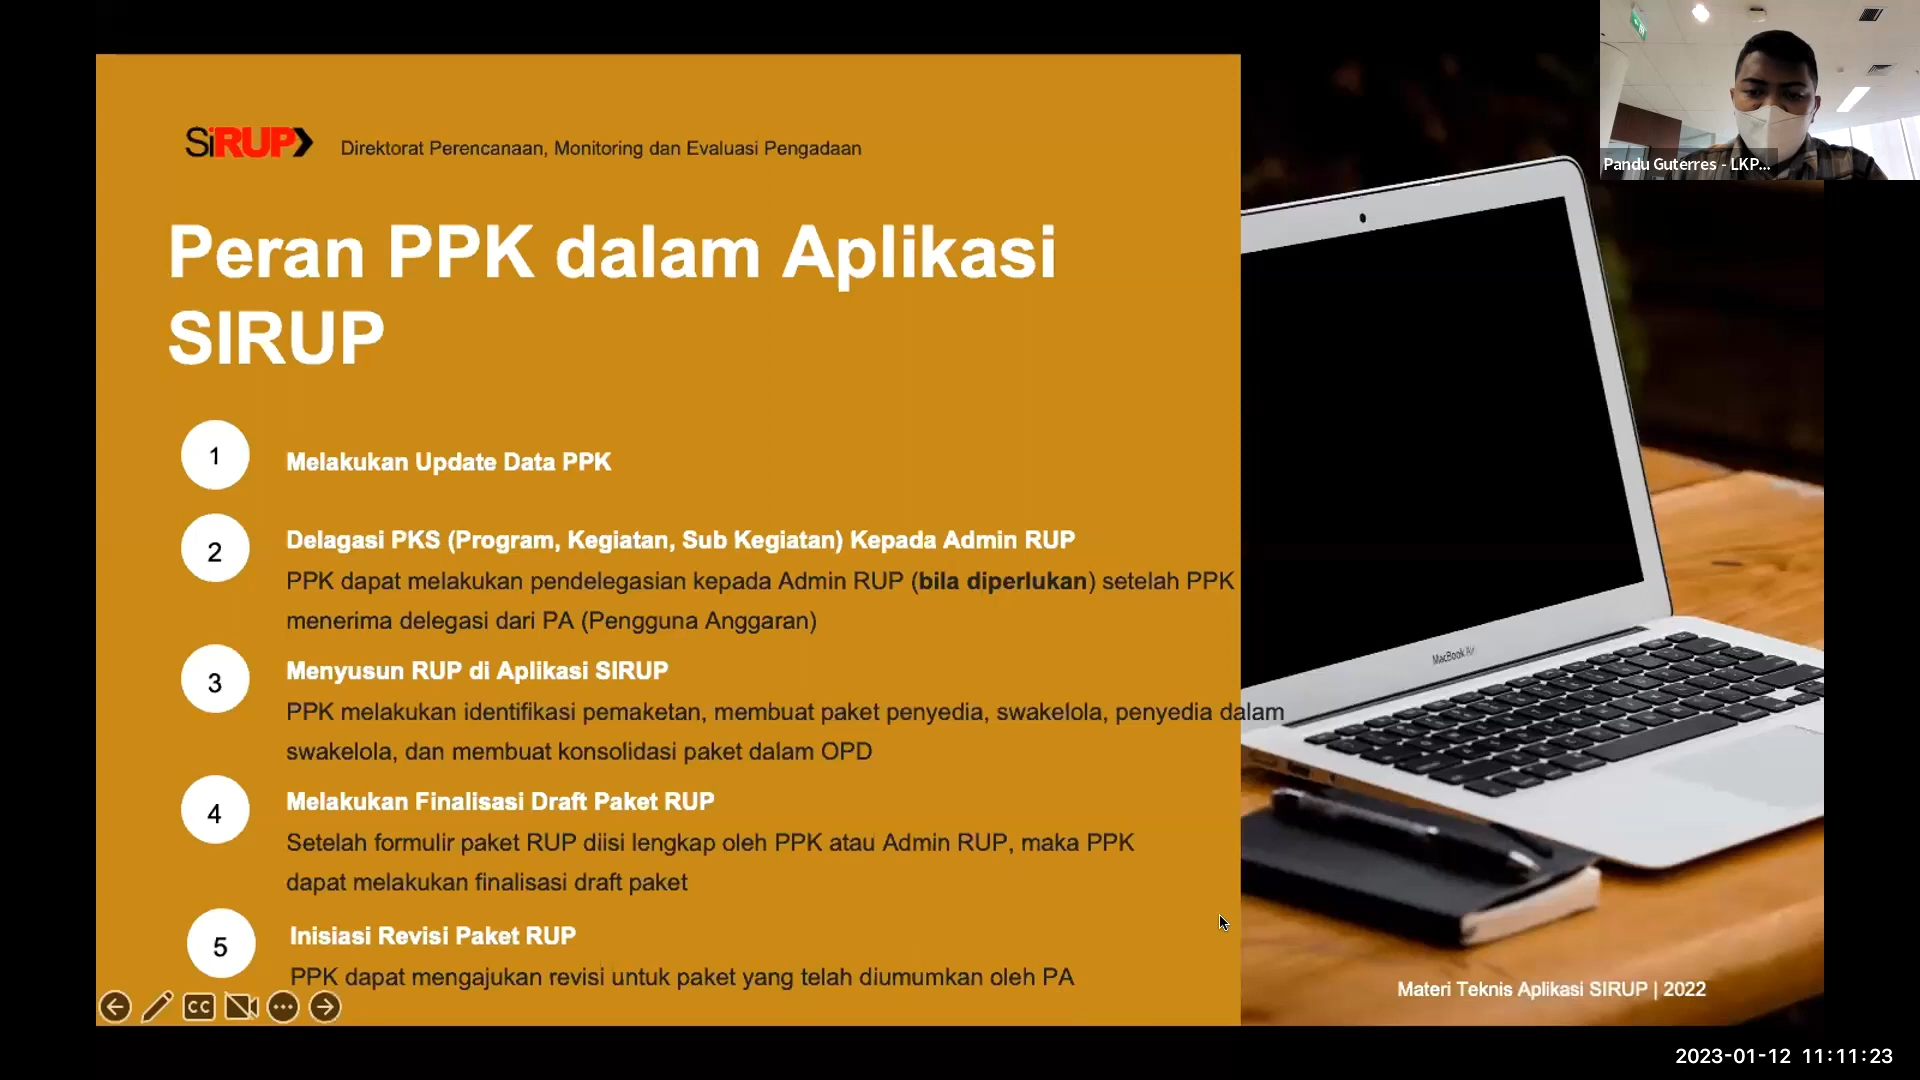 SiRUP
Direktorat Perencanaan, Monitoring dan Evaluasi Pengadaan
Pandu Guterres - LKP...
Peran PPK dalam Aplikasi
SIRUP
1
Melakukan Update Data PPK
2
Delagasi PKS (Program, Kegiatan, Sub Kegiatan) Kepada Admin RUP
PPK dapat melakukan pendelegasian kepada Admin RUP (bila diperlukan) setelah PPK
menerima delegasi dari PA (Pengguna Anggaran)
3
Menyusun RUP di Aplikasi SIRUP
PPK melakukan identifikasi pemaketan, membuat paket penyedia, swakelola, penyedia dalam
swakelola, dan membuat konsolidasi paket dalam OPD
4
Melakukan Finalisasi Draft Paket RUP
Setelah formulir paket RUP diisi lengkap oleh PPK atau Admin RUP, maka PPK
dapat melakukan finalisasi draft paket
5
Inisiasi Revisi Paket RUP
PPK dapat mengajukan revisi untuk paket yang telah diumumkan oleh PA
CC
MacBook Air
Materi Teknis Aplikasi SIRUP | 2022
2023-01-12 11:11:23